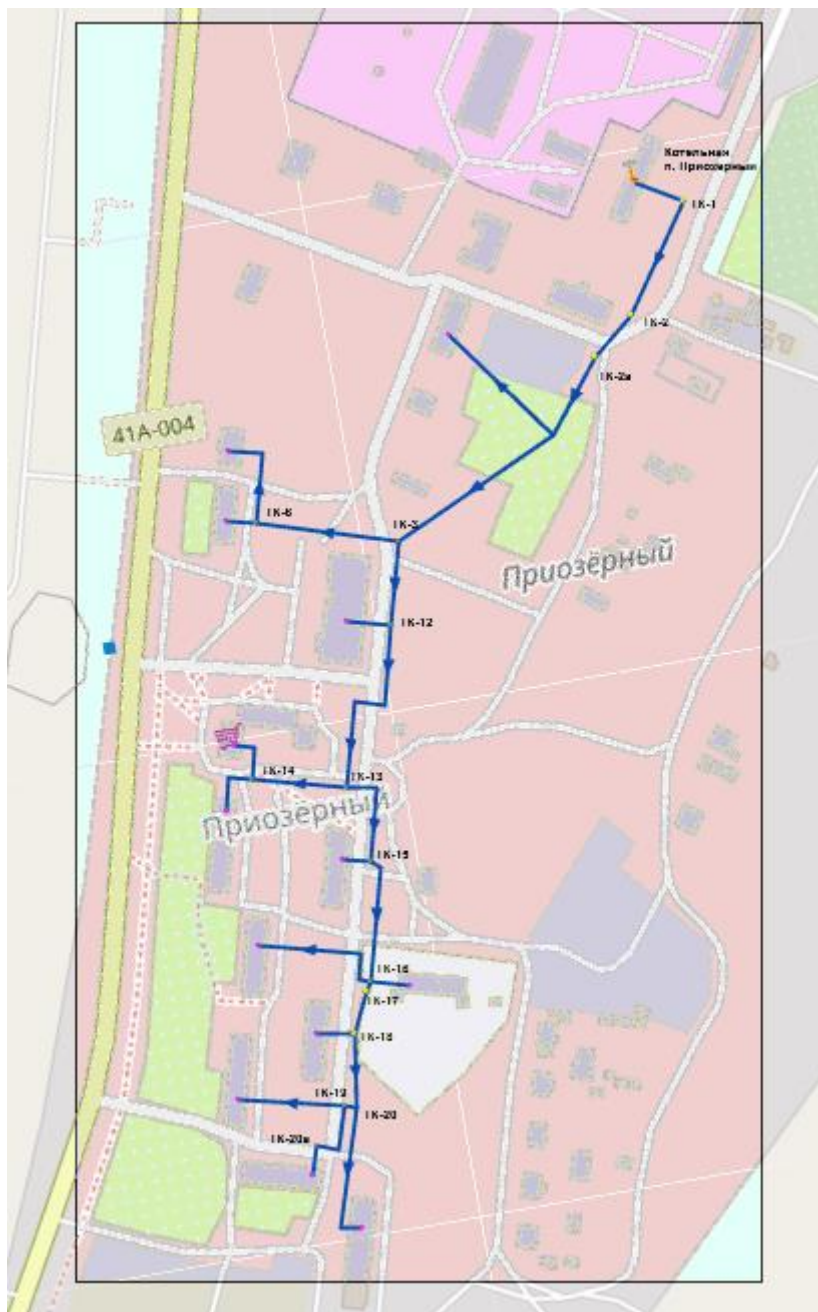 Котельная
п. Приозерный
ТК-1
ТК-2
ТК-2а
41А-004
ТК-6
ТК-3
Приозёрный
ТК-12
ТК-14
ТК-13
Приозёрный
ТК-15
ТК-16
ТК-17
ТК-18
ТК-19
ТК-20
ТК-20а